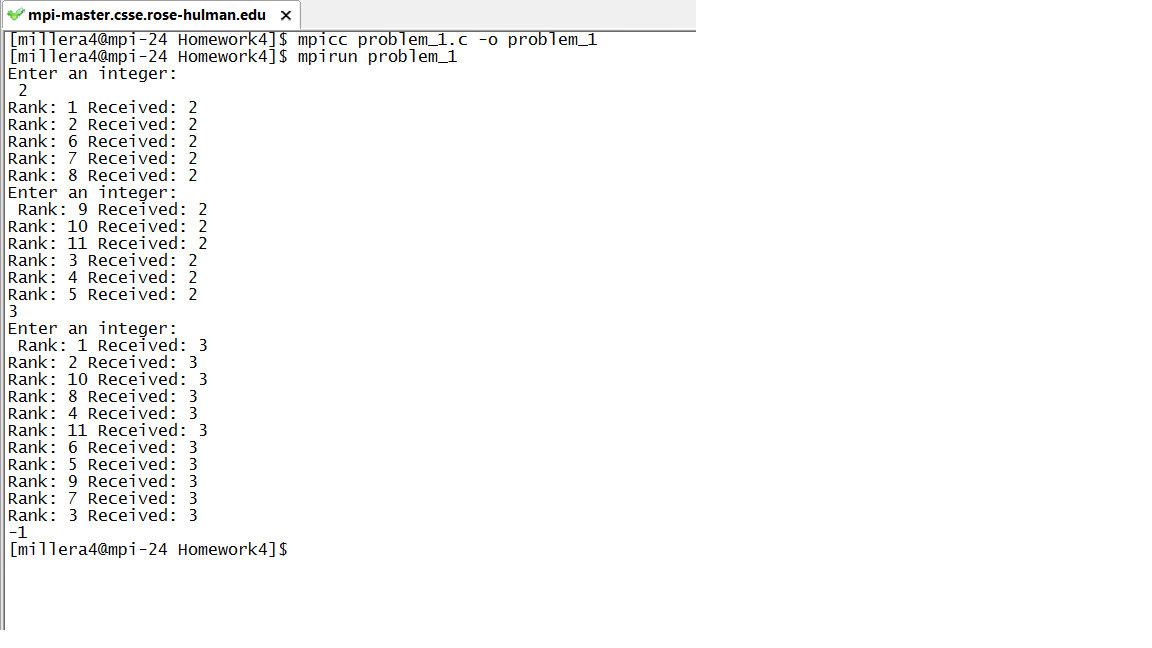 mpi-master.csse.rose-hulman.edu
[millera4@mpi-24 Homework4]$ mpicc problem_1.c -o problem_1
[millera4@mpi-24 Homework4]$ mpirun problem_1
Enter an integer:
 2
Rank: 1 Received: 2
Rank: 2 Received: 2
Rank: 6 Received: 2
Rank: 7 Received: 2
Rank: 8 Received: 2
Enter an integer:
 Rank: 9 Received: 2
Rank: 10 Received: 2
Rank: 11 Received: 2
Rank: 3 Received: 2
Rank: 4 Received: 2
Rank: 5 Received: 2
3
Enter an integer:
 Rank: 1 Received: 3
Rank: 2 Received: 3
Rank: 10 Received: 3
Rank: 8 Received: 3
Rank: 4 Received: 3
Rank: 11 Received: 3
Rank: 6 Received: 3
Rank: 5 Received: 3
Rank: 9 Received: 3
Rank: 7 Received: 3
Rank: 3 Received: 3
-1
[millera4@mpi-24 Homework4]$